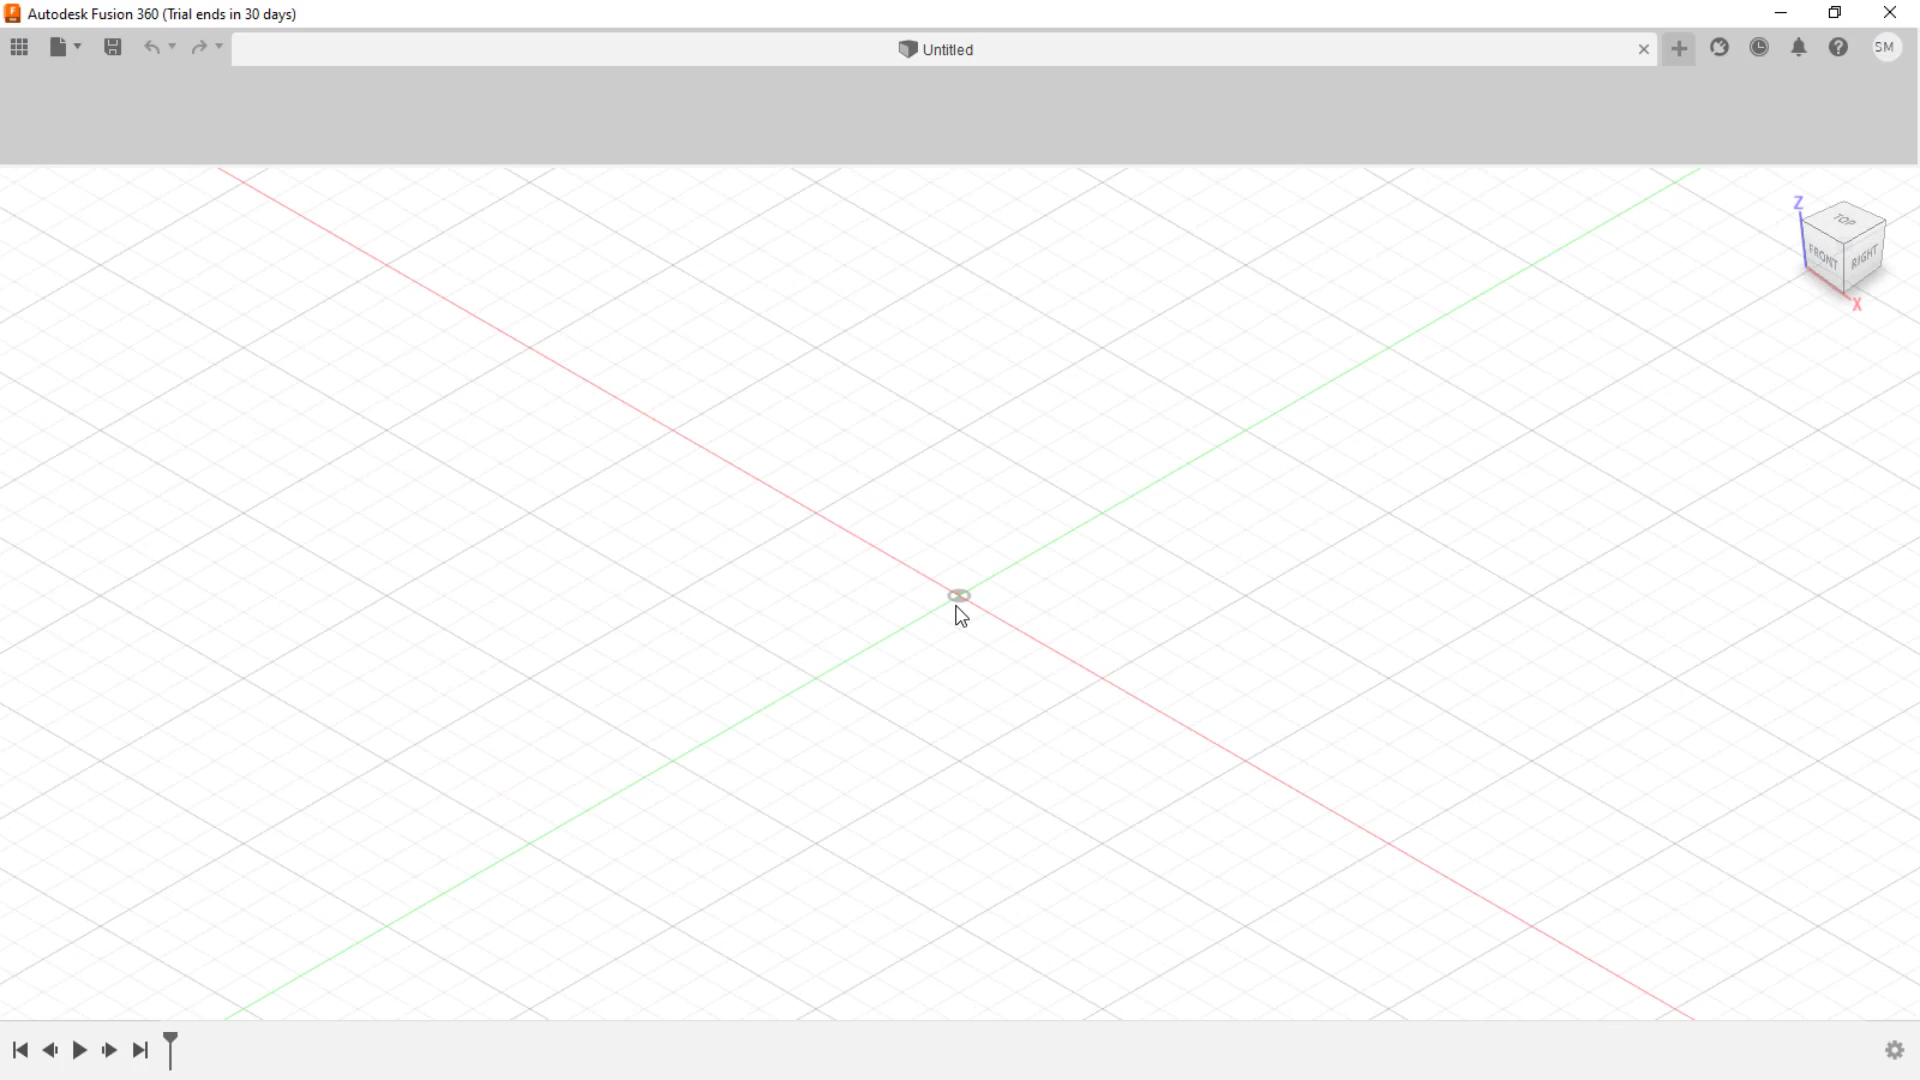 Autodesk Fusion 360 (Trial ends in 30 days)
Untitled
SM
Z
TOP
FRONT
RIGHT
X